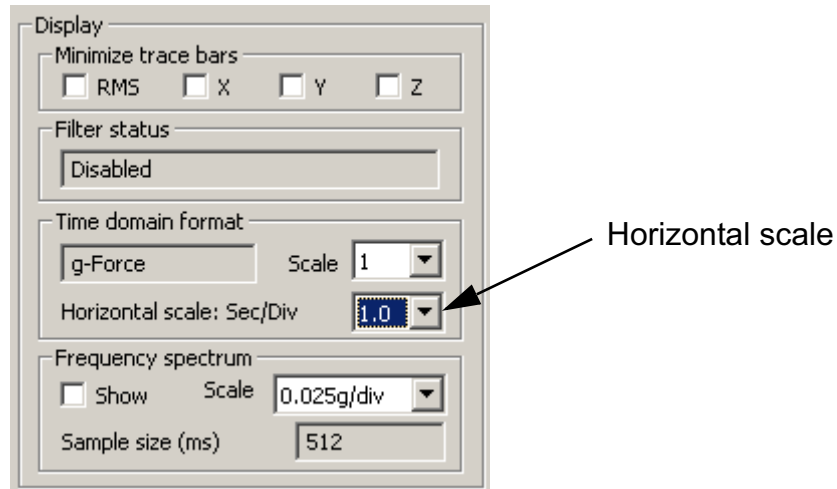 Display
Minimize trace bars
RMS X Y Z
Filter status
Disabled
Time domain format
g-Force Scale 1
Horizontal scale: Sec/Div 1.0
Horizontal scale
Frequency spectrum
Show Scale 0.025g/div
Sample size (ms) 512